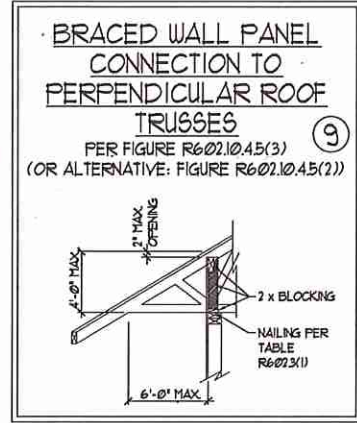 BRACED WALL PANEL
CONNECTION TO
PERPENDICULAR ROOF
TRUSSES
9
PER FIGURE R602.10.4.5(3)
(OR ALTERNATIVE: FIGURE R602.10.4.5(2))
2" MAX.
OPENING
4'-0" MAX.
2 x BLOCKING
NAILING PER
TABLE
R602.3(1)
6'-0" MAX.